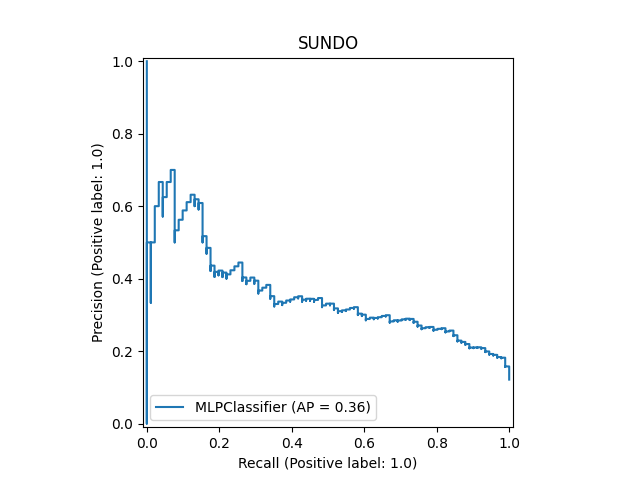 SUNDO
Precision (Positive label: 1.0)
1.0
0.8
0.6
0.4
0.2
0.0
MLPClassifier (AP = 0.36)
0.0 0.2 0.4 0.6 0.8 1.0
Recall (Positive label: 1.0)